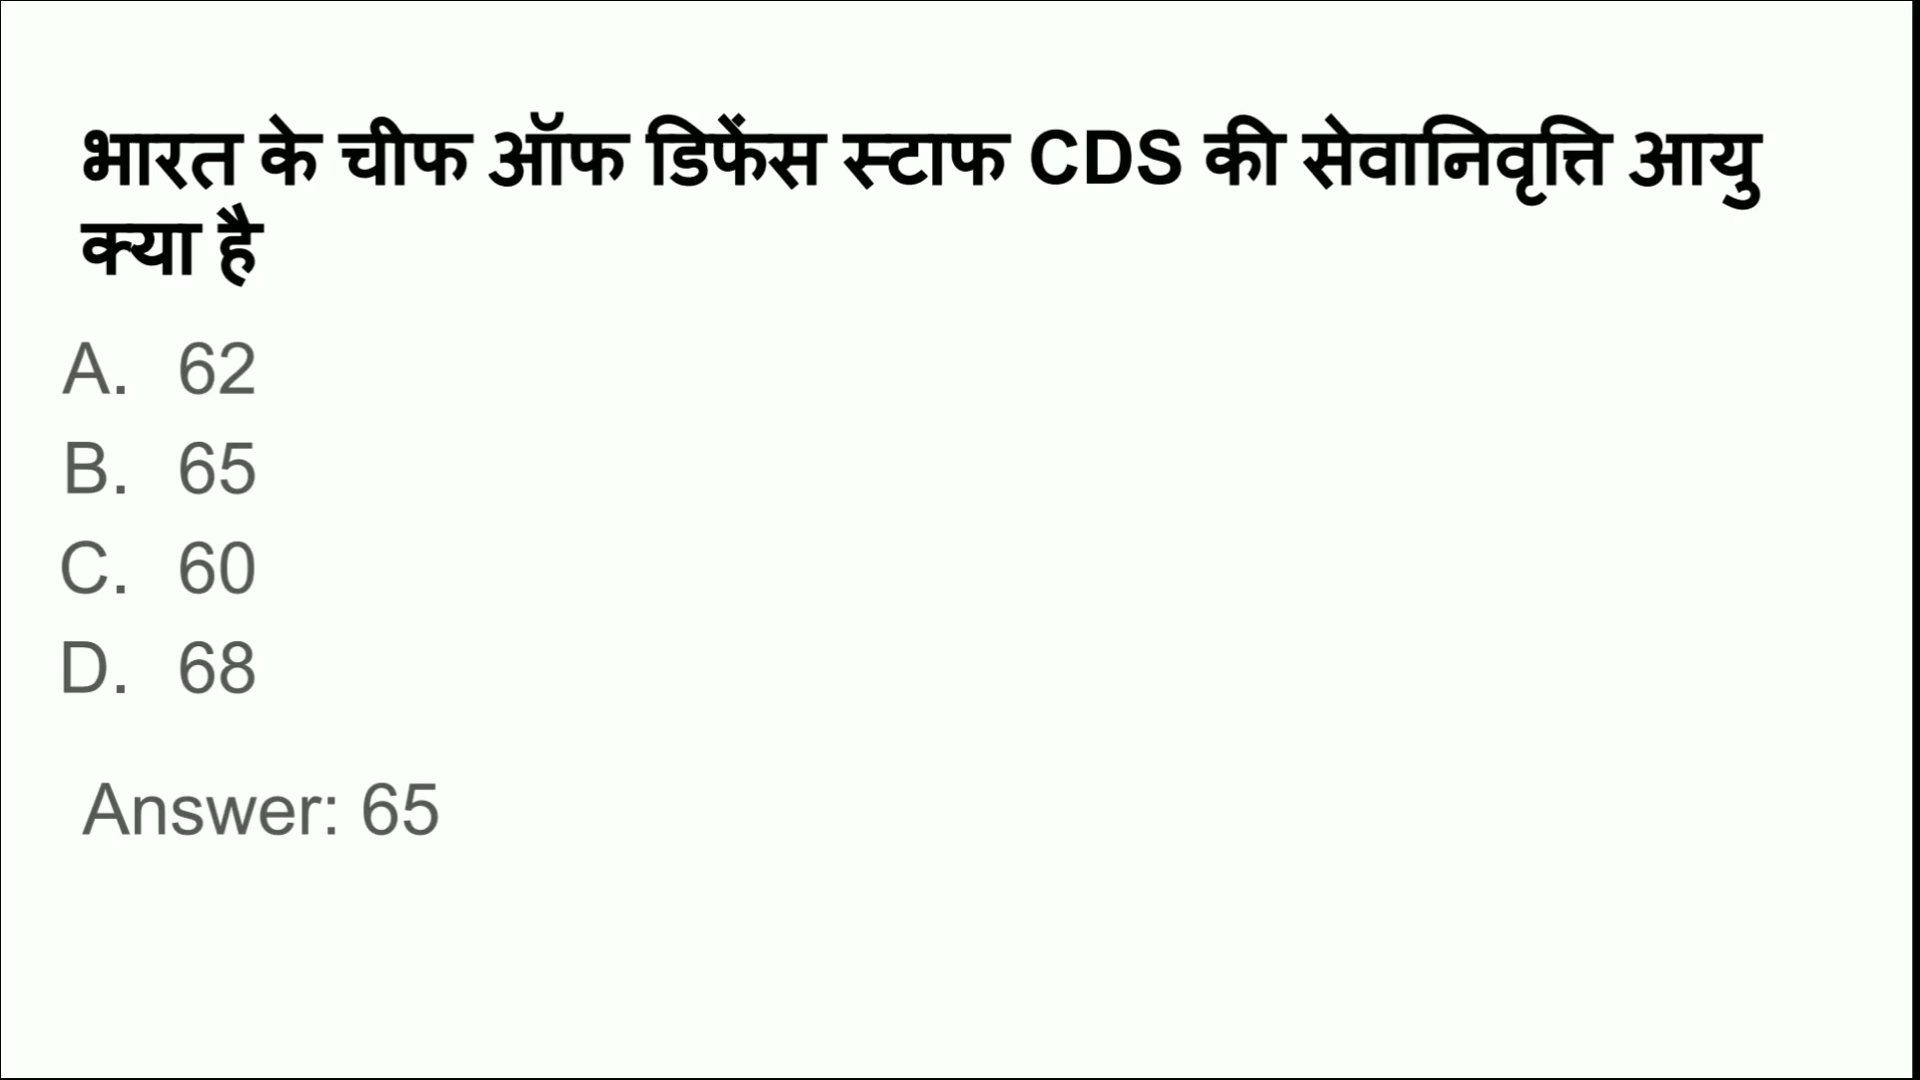 भारत के चीफ ऑफ डिफेंस स्टाफ CDS की सेवानिवृत्ति आयु
क्या है
A. 62
B. 65
C. 60
D. 68
Answer: 65